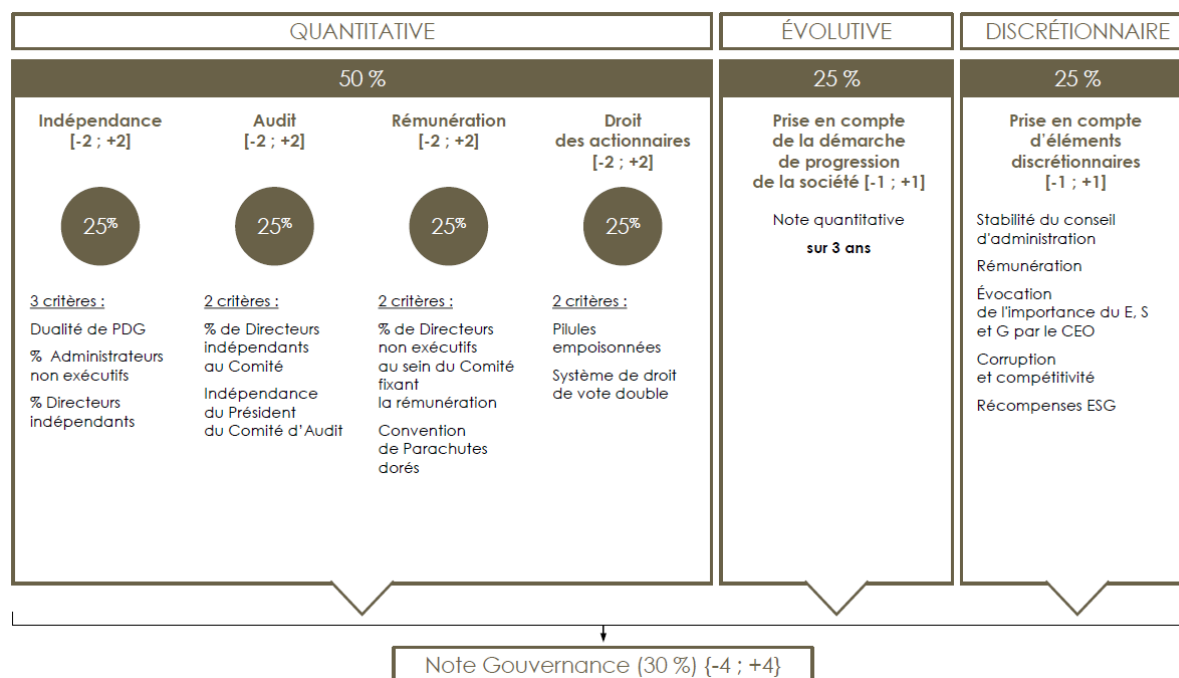 QUANTITATIVE
50 %
Indépendance
[-2 ; +2]
25%
3 critères :
Dualité de PDG
% Administrateurs
non exécutifs
% Directeurs
indépendants
Audit
[-2 ; +2]
25%
2 critères :
% de Directeurs
indépendants
au Comité
Indépendance
du Président
du Comité d'Audit
Rémunération
[-2 ; +2]
25%
2 critères :
% de Directeurs
non exécutifs
au sein du Comité
fixant
la rémunération
Convention
de Parachutes
dorés
Droit
des actionnaires
[-2 ; +2]
25%
2 critères :
Pilules
empoisonnées
Système de droit
de vote double
ÉVOLUTIVE
25 %
Prise en compte
de la démarche
de progression
de la société [-1 ; +1]
Note quantitative
sur 3 ans
DISCRÉTIONNAIRE
25 %
Prise en compte
d'éléments
discrétionnaires
[-1 ; +1]
Stabilité du conseil
d'administration
Rémunération
Évocation
de l'importance du E, S
et G par le CEO
Corruption
et compétitivité
Récompenses ESG
Note Gouvernance (30 %) {-4 ; +4}